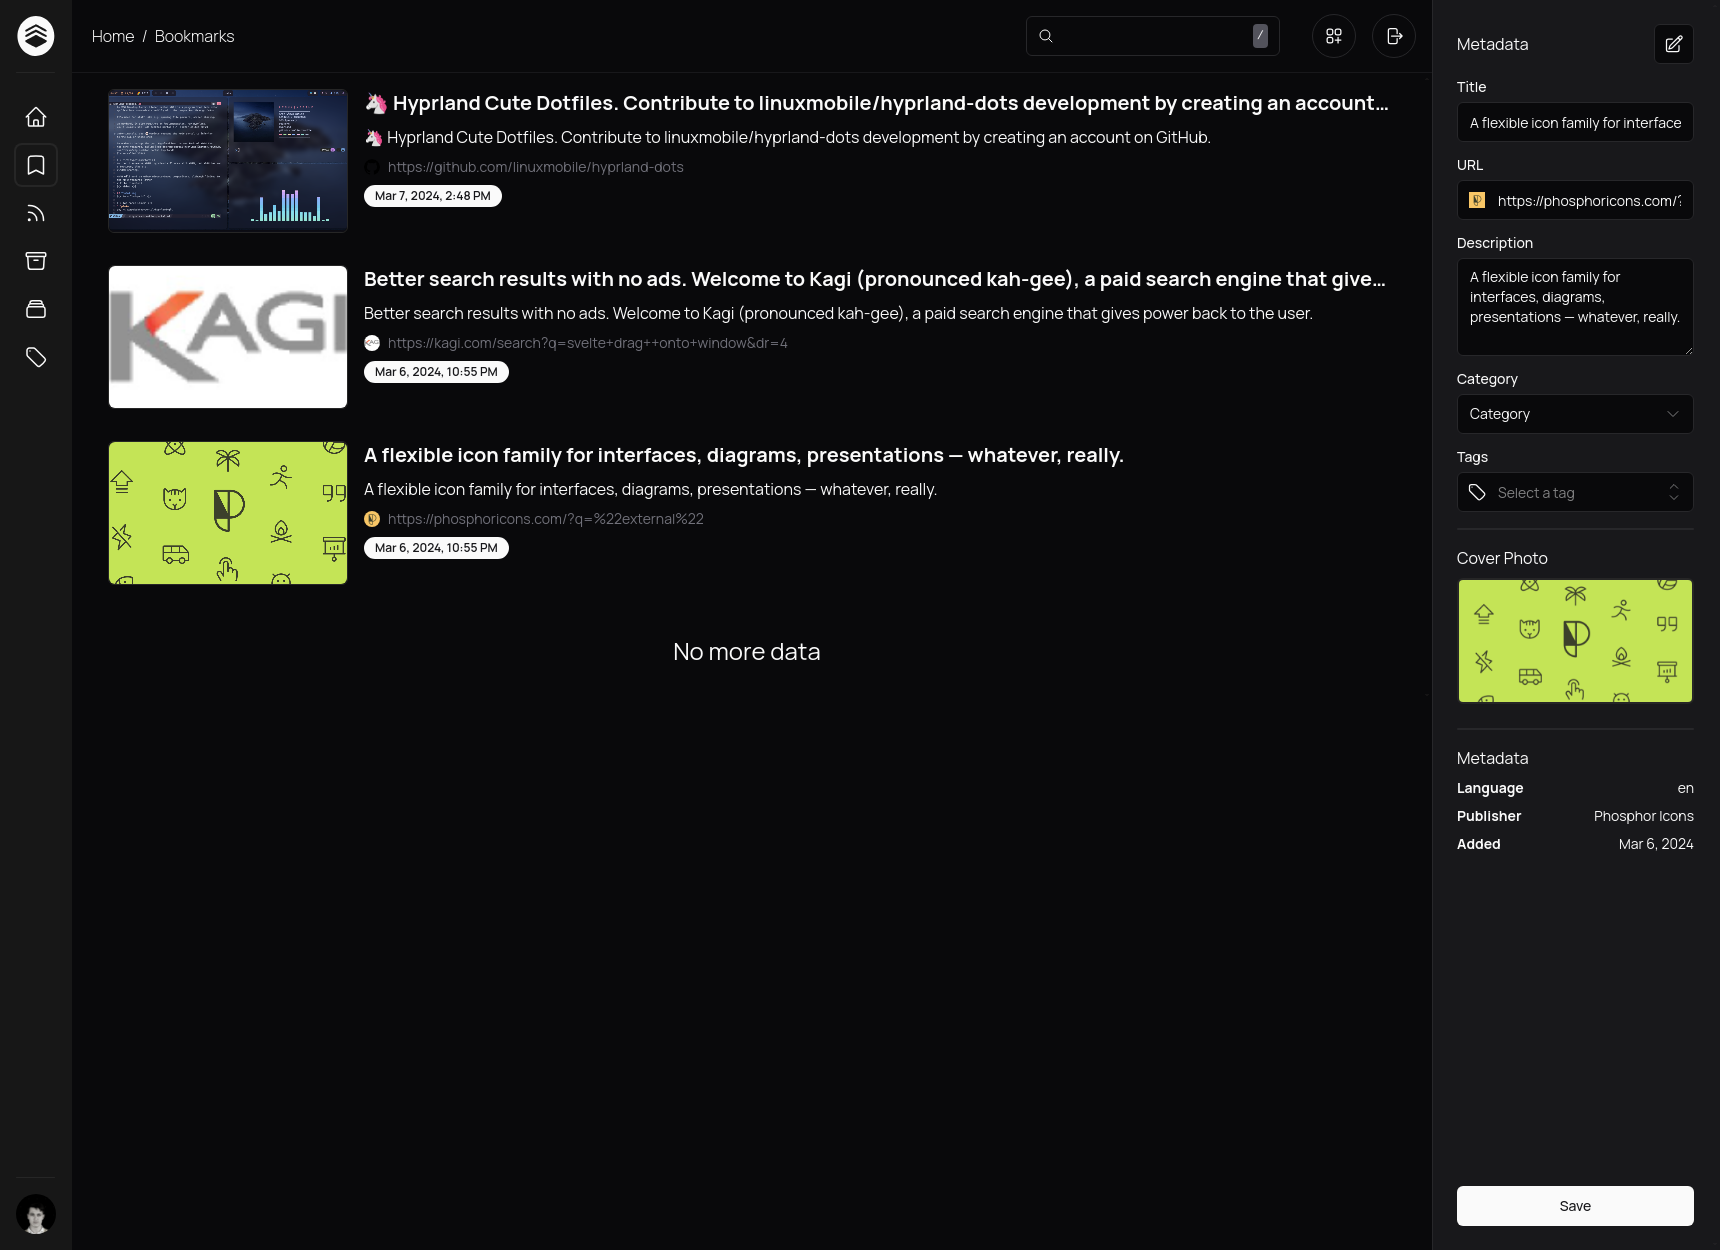 Home / Bookmarks
/
🦄 Hyprland Cute Dotfiles. Contribute to linuxmobile/hyprland-dots development by creating an account…
🦄 Hyprland Cute Dotfiles. Contribute to linuxmobile/hyprland-dots development by creating an account on GitHub.
https://github.com/linuxmobile/hyprland-dots
Mar 7, 2024, 2:48 PM
KAGI
Better search results with no ads. Welcome to Kagi (pronounced kah-gee), a paid search engine that give…
Better search results with no ads. Welcome to Kagi (pronounced kah-gee), a paid search engine that gives power back to the user.
https://kagi.com/search?q=svelte+drag++onto+window&dr=4
Mar 6, 2024, 10:55 PM
A flexible icon family for interfaces, diagrams, presentations — whatever, really.
A flexible icon family for interfaces, diagrams, presentations — whatever, really.
https://phosphoricons.com/?q=%22external%22
Mar 6, 2024, 10:55 PM
No more data
Metadata
Title
A flexible icon family for interface
URL
https://phosphoricons.com/?
Description
A flexible icon family for
interfaces, diagrams,
presentations — whatever, really.
Category
Category
Tags
Select a tag
Cover Photo
Metadata
Language en
Publisher Phosphor Icons
Added Mar 6, 2024
Save